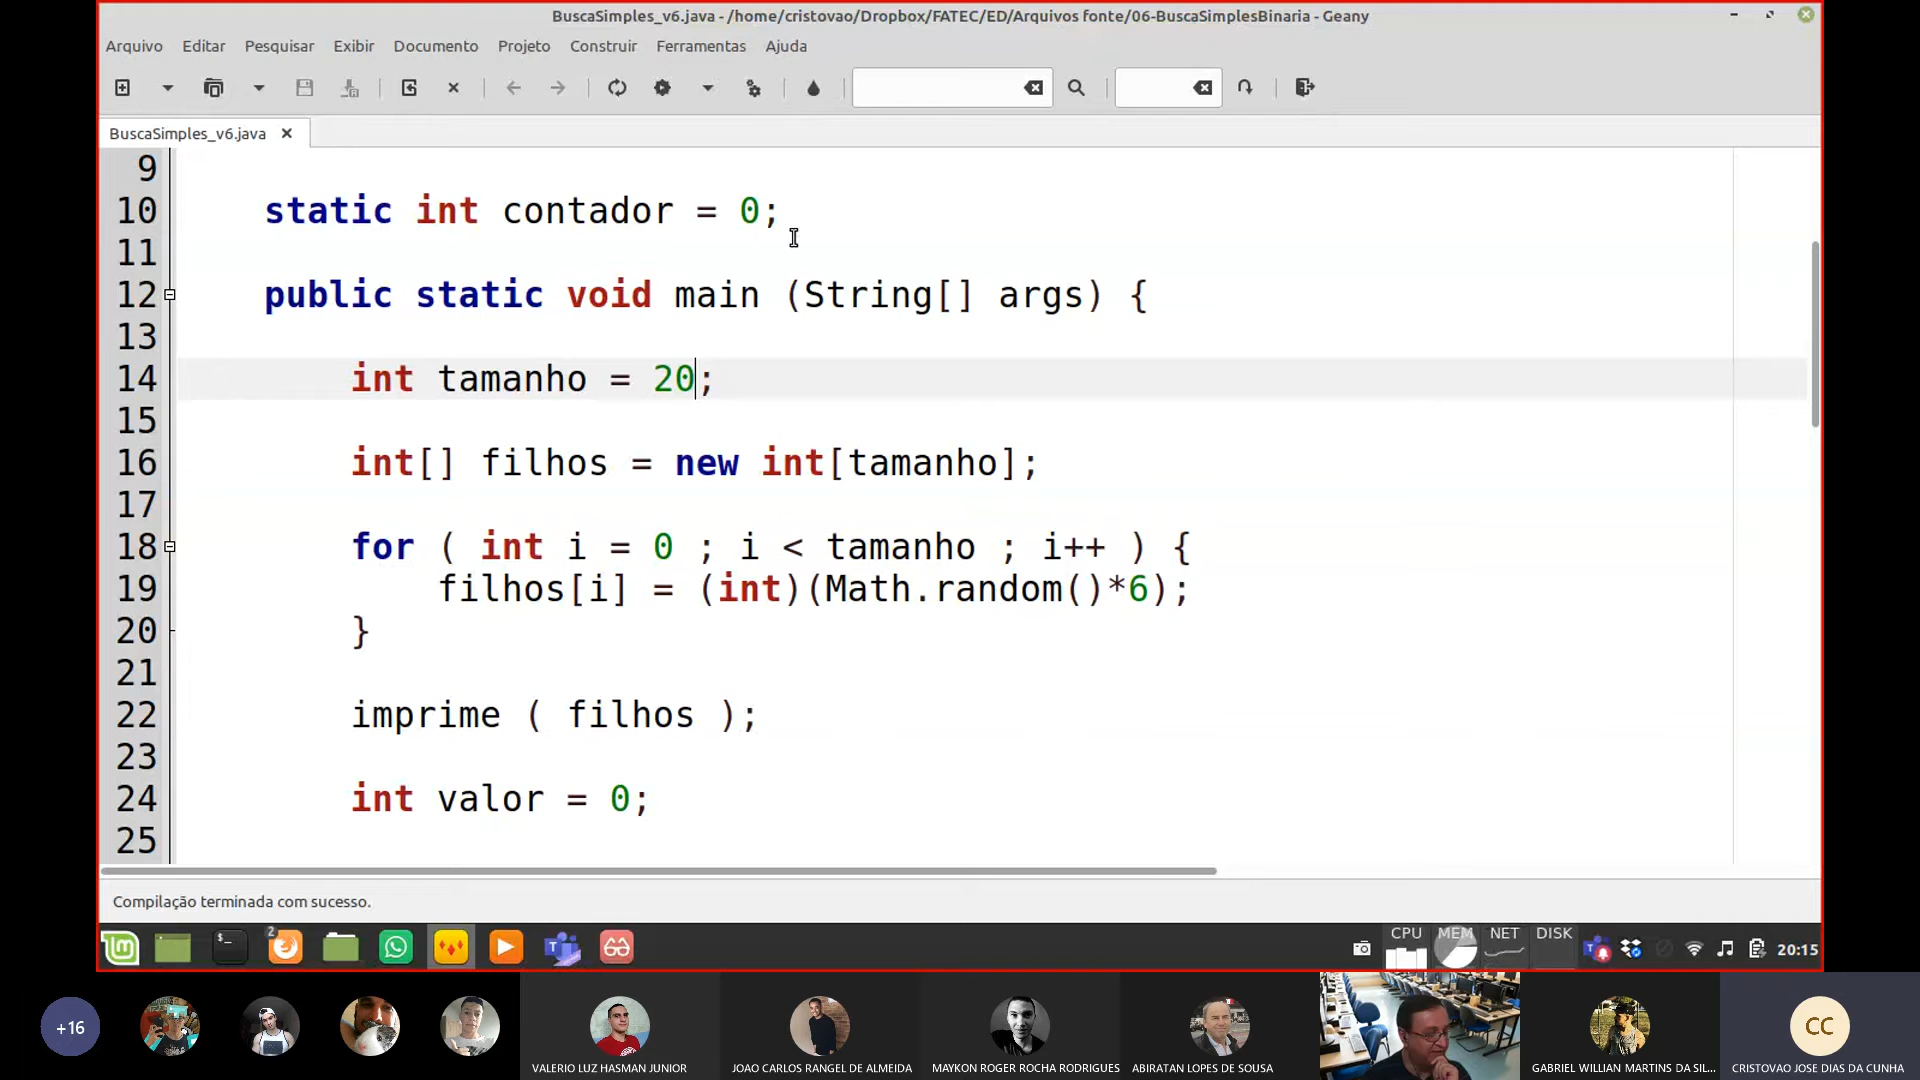 BuscaSimples_v6.java - /home/cristovao/Dropbox/FATEC/ED/Arquivos fonte/06-BuscaSimplesBinaria - Geany
Arquivo Editar Pesquisar Exibir Documento Projeto Construir Ferramentas Ajuda
BuscaSimples_v6.java
9
10 static int contador = 0;
11
12 public static void main (String[] args) {
13
14 int tamanho = 20;
15
16 int[] filhos = new int[tamanho];
17
18 for ( int i = 0 ; i < tamanho ; i++ ) {
19 filhos[i] = (int)(Math.random()*6);
20 }
21
22 imprime ( filhos );
23
24 int valor = 0;
25
Compilação terminada com sucesso.
2
CPU MEM NET DISK
20:15
+16
CC
VALERIO LUZ HASMAN JUNIOR
JOAO CARLOS RANGEL DE ALMEIDA
MAYKON ROGER ROCHA RODRIGUES
ABIRATAN LOPES DE SOUSA
GABRIEL WILLIAN MARTINS DA SIL...
CRISTOVAO JOSE DIAS DA CUNHA